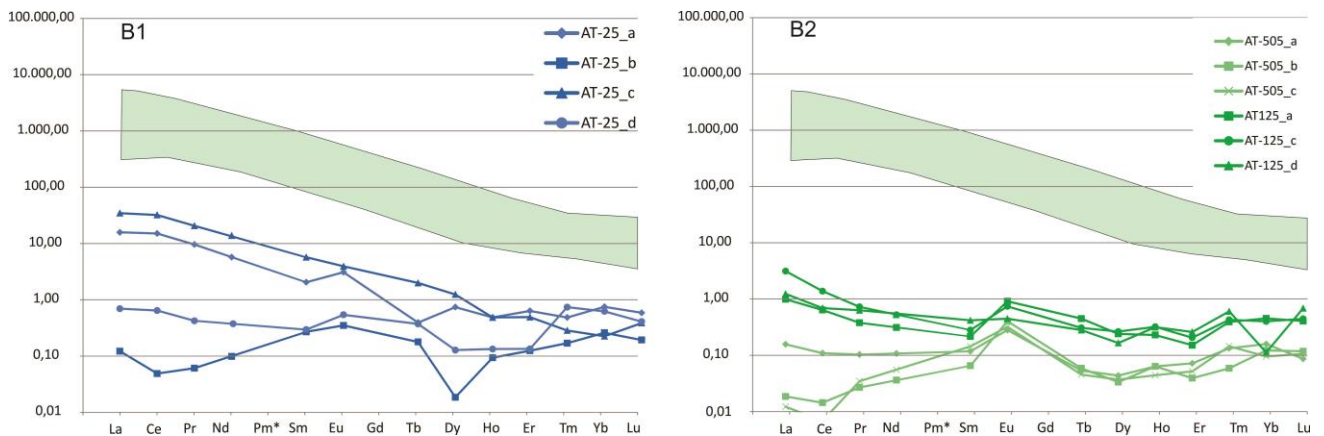 B1
100.000,00
10.000,00
1.000,00
100,00
10,00
1,00
0,10
0,01
AT-25_a
AT-25_b
AT-25_c
AT-25_d
La Ce Pr Nd Pm* Sm Eu Gd Tb Dy Ho Er Tm Yb Lu
B2
100.000,00
10.000,00
1.000,00
100,00
10,00
1,00
0,10
0,01
AT-505_a
AT-505_b
AT-505_c
AT125_a
AT-125_c
AT-125_d
La Ce Pr Nd Pm* Sm Eu Gd Tb Dy Ho Er Tm Yb Lu